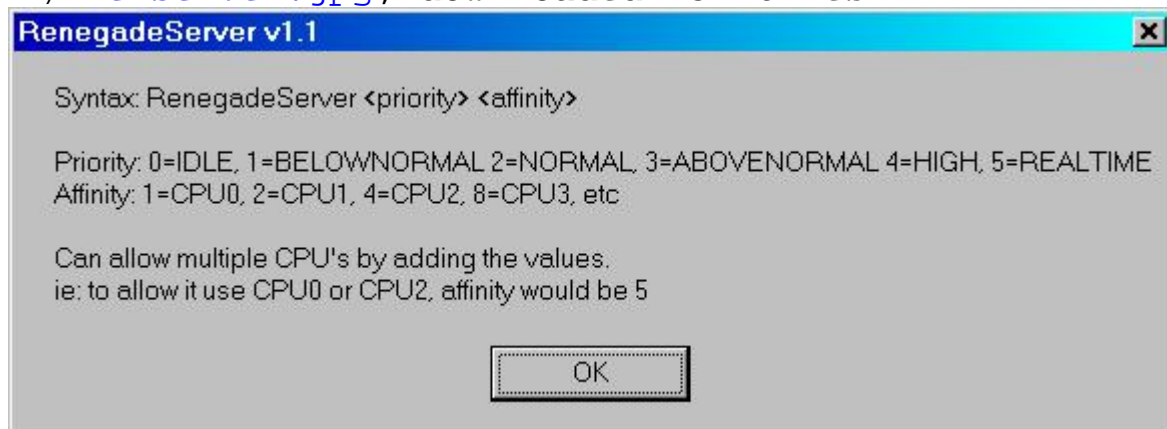 RenegadeServer v1.1
Syntax: RenegadeServer <priority> <affinity>
Priority: 0=IDLE, 1=BELOWNORMAL 2=NORMAL, 3=ABOVENORMAL 4=HIGH, 5=REALTIME
Affinity: 1=CPU0, 2=CPU1, 4=CPU2, 8=CPU3, etc
Can allow multiple CPU's by adding the values.
ie: to allow it use CPU0 or CPU2, affinity would be 5
OK